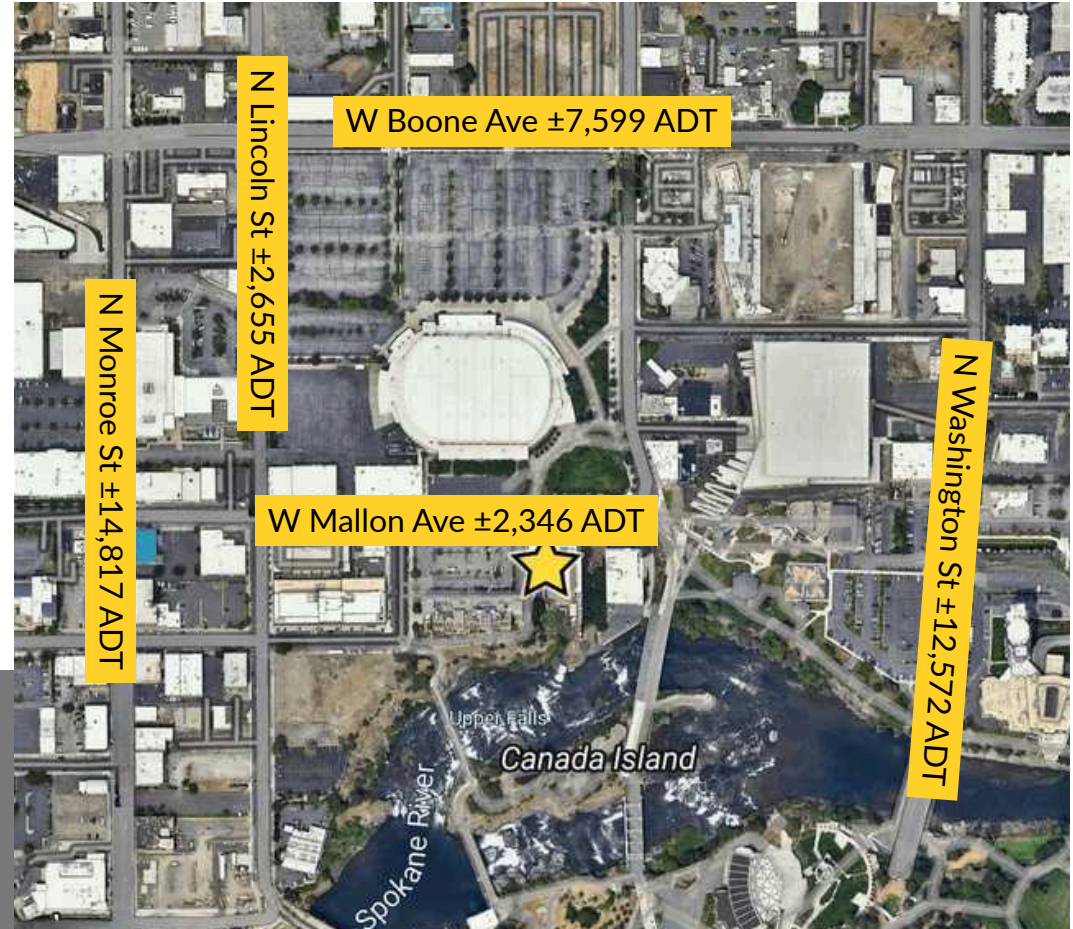 W Boone Ave ±7,599 ADT
N Lincoln St ±2,655 ADT
N Monroe St ±14,817 ADT
N Washington St ±12,572 ADT
W Mallon Ave ±2,346 ADT
Upper Falls
Canada Island
Spokane River